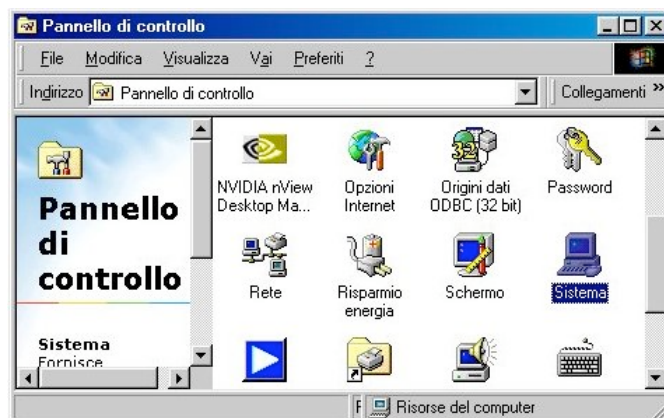 Pannello di controllo
File Modifica Visualizza Vai Preferiti ?
Indirizzo Pannello di controllo Collegamenti »
Pannello
di
controllo
Sistema
Fornisce
NVIDIA nView
Desktop Ma...
Opzioni
Internet
Origini dati
ODBC (32 bit)
Password
Rete
Risparmio
energia
Schermo
Sistema
Risorse del computer